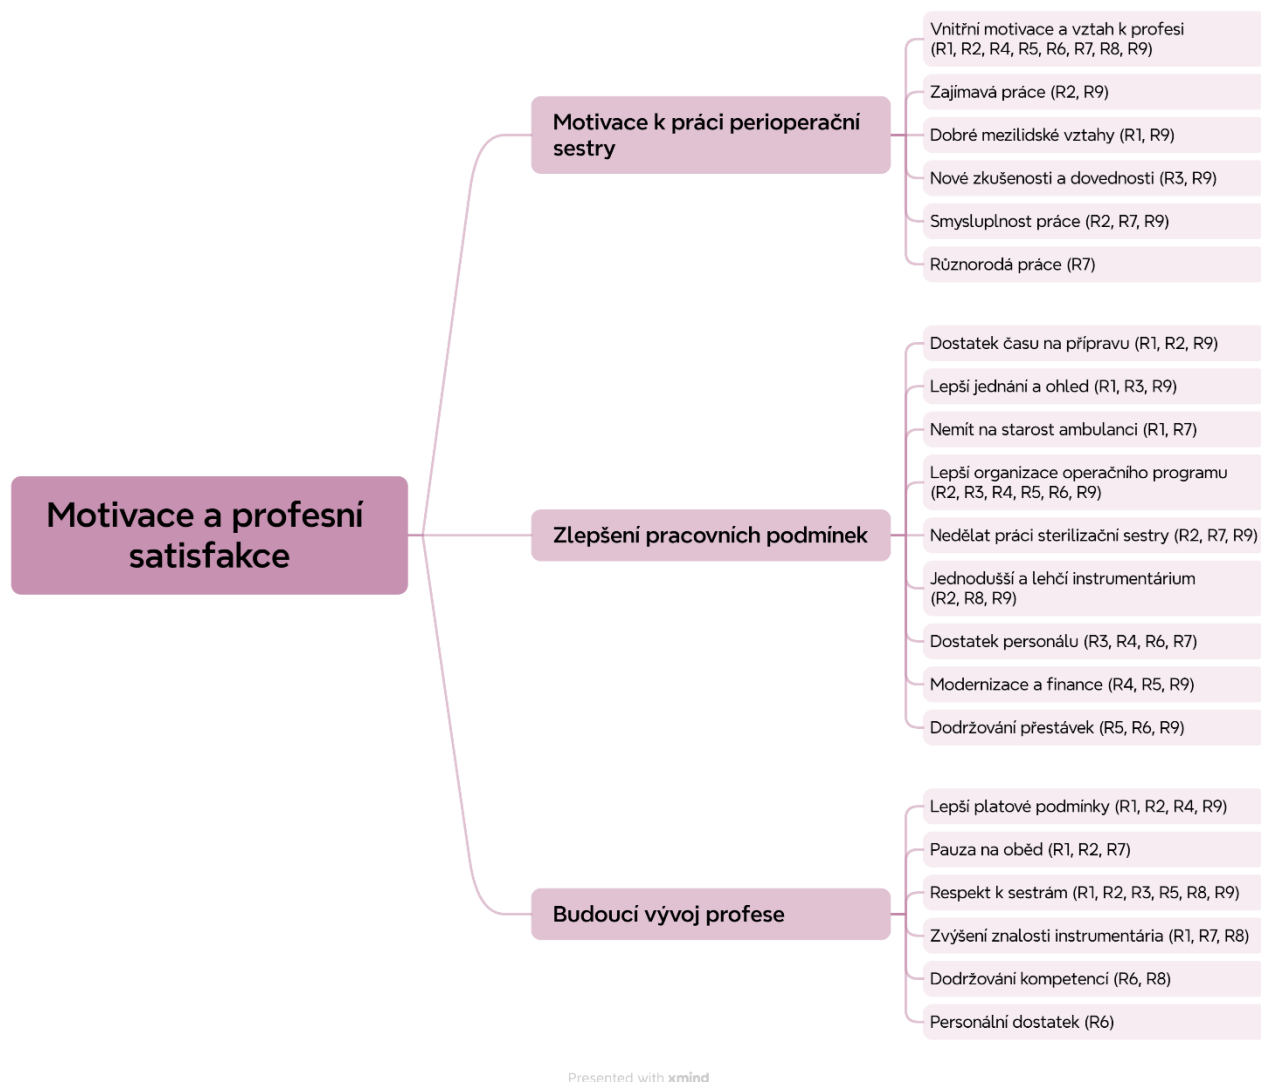 Motivace a profesní
satisfakce
Motivace k práci perioperační
sestry
Vnitřní motivace a vztah k profesi
(R1, R2, R4, R5, R6, R7, R8, R9)
Zajímavá práce (R2, R9)
Dobré mezilidské vztahy (R1, R9)
Nové zkušenosti a dovednosti (R3, R9)
Smysluplnost práce (R2, R7, R9)
Různorodá práce (R7)
Zlepšení pracovních podmínek
Dostatek času na přípravu (R1, R2, R9)
Lepší jednání a ohled (R1, R3, R9)
Nemít na starost ambulanci (R1, R7)
Lepší organizace operačního programu
(R2, R3, R4, R5, R6, R9)
Nedělat práci sterilizační sestry (R2, R7, R9)
Jednodušší a lehčí instrumentárium
(R2, R8, R9)
Dostatek personálu (R3, R4, R6, R7)
Modernizace a finance (R4, R5, R9)
Dodržování přestávek (R5, R6, R9)
Budoucí vývoj profese
Lepší platové podmínky (R1, R2, R4, R9)
Pauza na oběd (R1, R2, R7)
Respekt k sestrám (R1, R2, R3, R5, R8, R9)
Zvýšení znalosti instrumentária (R1, R7, R8)
Dodržování kompetencí (R6, R8)
Personální dostatek (R6)
Presented with xmind